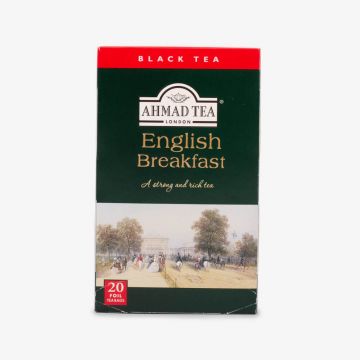 BLACK TEA
AHMAD TEA®
LONDON
English
Breakfast
A strong and rich tea
20
FOIL
TEABAGS